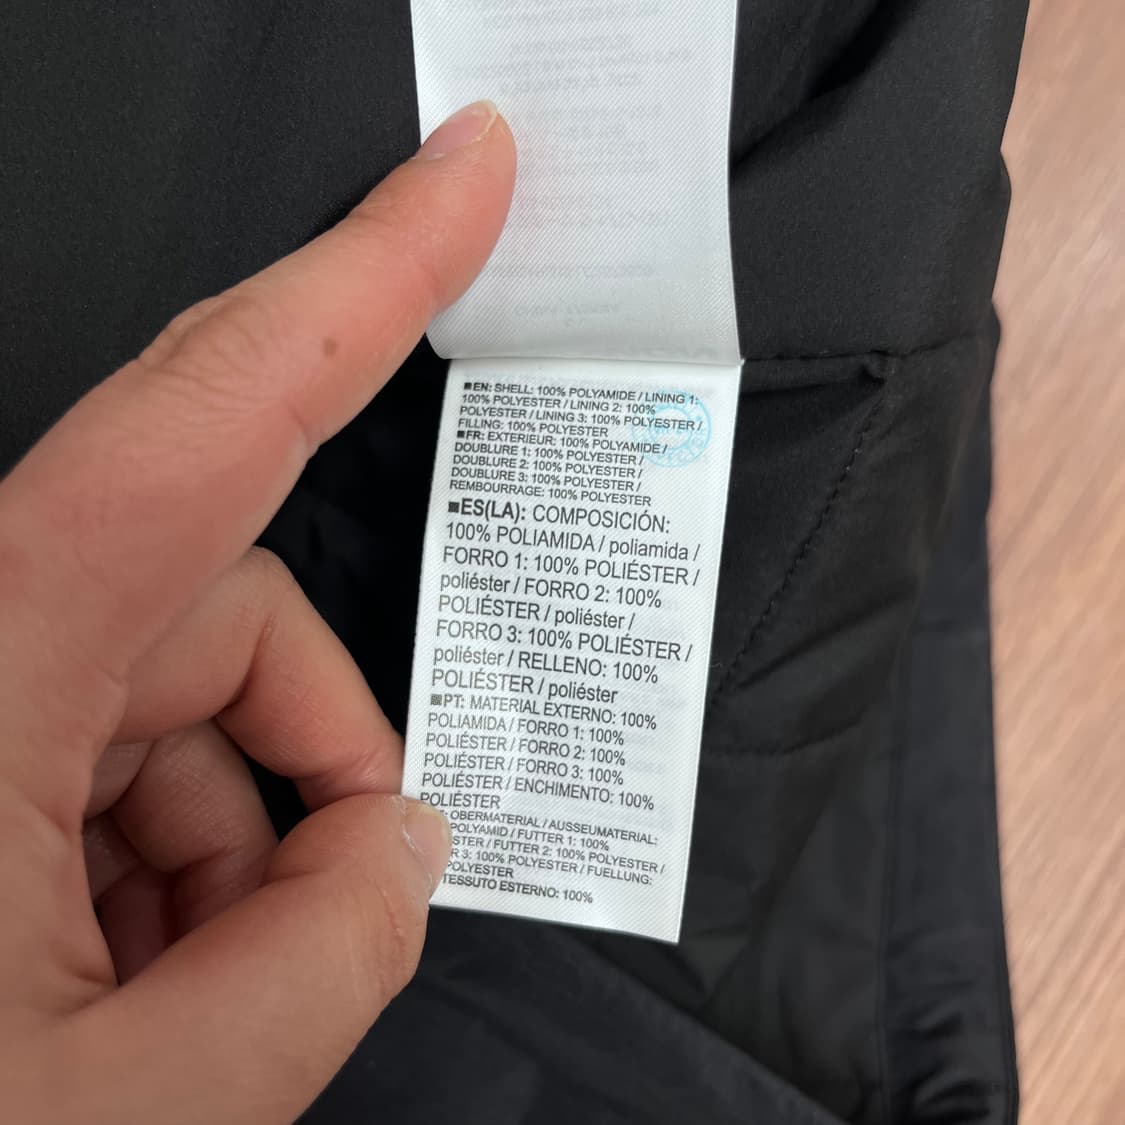 ■EN: SHELL: 100% POLYAMIDE / LINING 1:
100% POLYESTER / LINING 2: 100%
POLYESTER / LINING 3: 100% POLYESTER /
FILLING: 100% POLYESTER
■FR: EXTERIEUR: 100% POLYAMIDE /
DOUBLURE 1: 100% POLYESTER /
DOUBLURE 2: 100% POLYESTER /
DOUBLURE 3: 100% POLYESTER /
REMBOURRAGE: 100% POLYESTER
■ES(LA): COMPOSICIÓN:
100% POLIAMIDA / poliamida /
FORRO 1: 100% POLIÉSTER /
poliéster / FORRO 2: 100%
POLIÉSTER / poliéster /
FORRO 3: 100% POLIÉSTER /
poliéster / RELLENO: 100%
POLIÉSTER / poliéster
■PT: MATERIAL EXTERNO: 100%
POLIAMIDA / FORRO 1: 100%
POLIÉSTER / FORRO 2: 100%
POLIÉSTER / FORRO 3: 100%
POLIÉSTER / ENCHIMENTO: 100%
POLIÉSTER
OBERMATERIAL / AUSSEUMATERIAL:
POLYAMID / FUTTER 1: 100%
STER / FUTTER 2: 100% POLYESTER /
R 3: 100% POLYESTER / FUELLUNG:
POLYESTER
TESSUTO ESTERNO: 100%